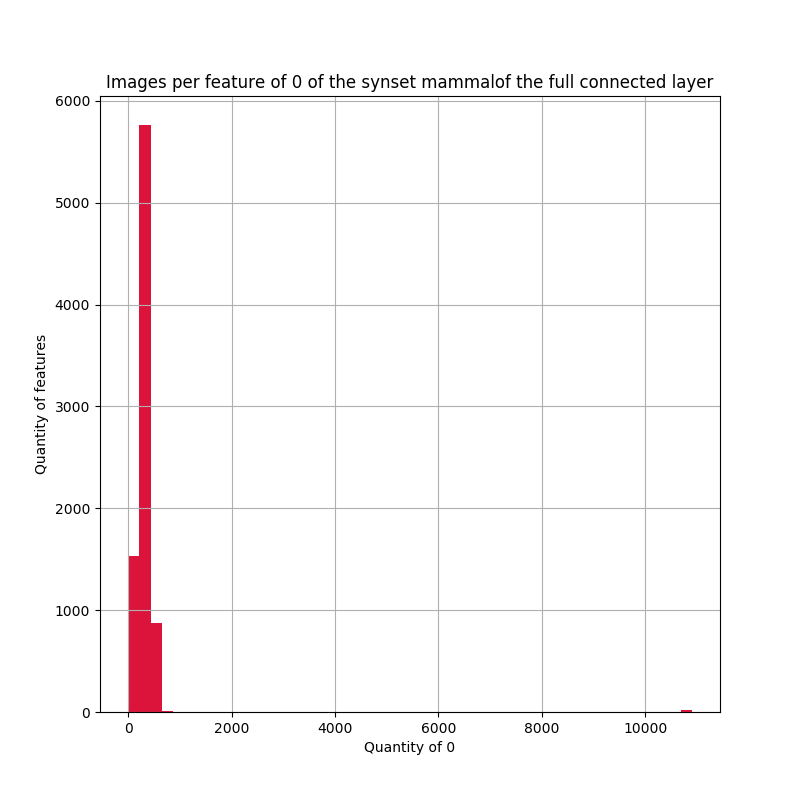 Images per feature of 0 of the synset mammalof the full connected layer
6000
5000
4000
3000
2000
1000
0
Quantity of features
0 2000 4000 6000 8000 10000
Quantity of 0